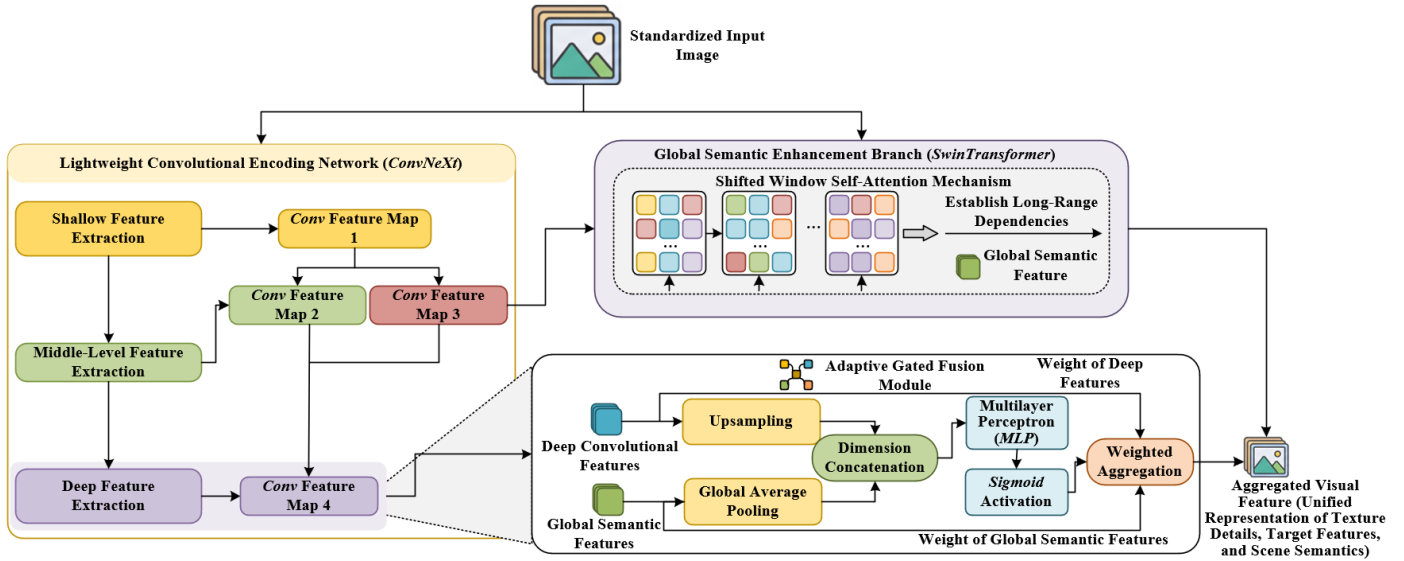 Standardized Input
Image
Lightweight Convolutional Encoding Network (ConvNeXt)
Shallow Feature
Extraction
Conv Feature Map
1
Conv Feature
Map 2
Conv Feature
Map 3
Middle-Level Feature
Extraction
Deep Feature
Extraction
Conv Feature
Map 4
Global Semantic Enhancement Branch (SwinTransformer)
Shifted Window Self-Attention Mechanism
...
...
...
...
Establish Long-Range
Dependencies
Global Semantic
Feature
Adaptive Gated Fusion
Module
Weight of Deep
Features
Deep Convolutional
Features
Upsampling
Global Semantic
Features
Global Average
Pooling
Dimension
Concatenation
Multilayer
Perceptron
(MLP)
Sigmoid
Activation
Weighted
Aggregation
Weight of Global Semantic Features
Aggregated Visual
Feature (Unified
Representation of Texture
Details, Target Features,
and Scene Semantics)